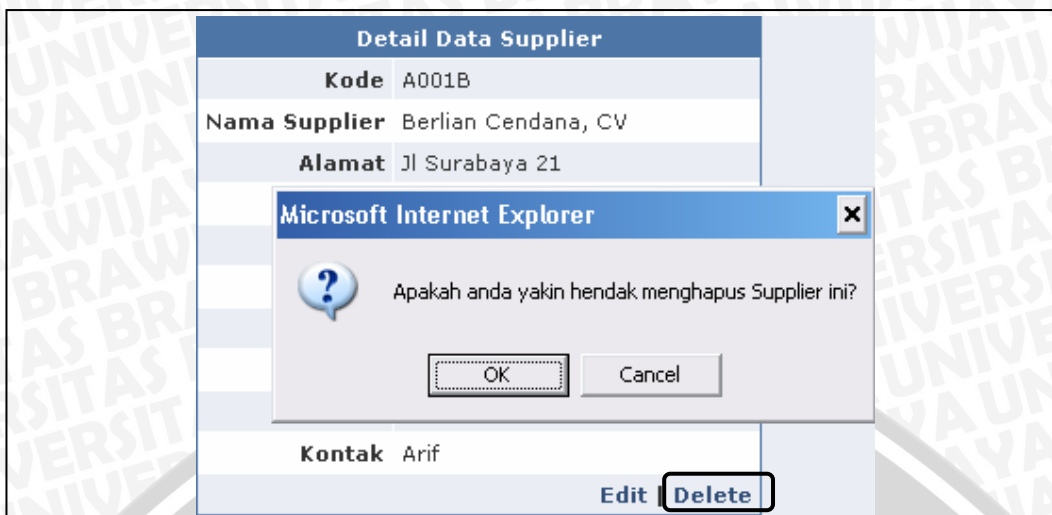 Detail Data Supplier
Kode A001B
Nama Supplier Berlian Cendana, CV
Alamat Jl Surabaya 21
Microsoft Internet Explorer
Apakah anda yakin hendak menghapus Supplier ini?
OK Cancel
Kontak Arif
Edit | Delete